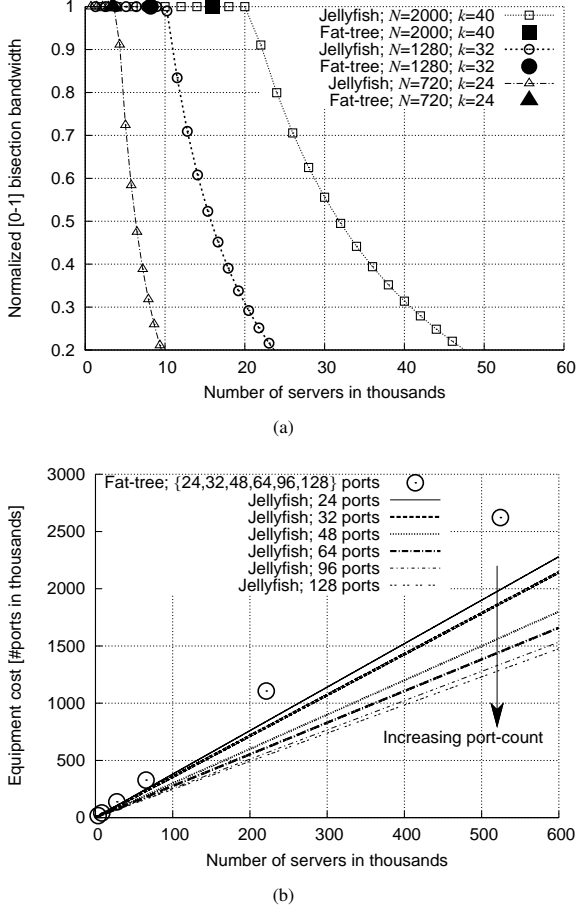 Normalized [0-1] bisection bandwidth
1
0.9
0.8
0.7
0.6
0.5
0.4
0.3
0.2
Jellyfish; N=2000; k=40
Fat-tree; N=2000; k=40
Jellyfish; N=1280; k=32
Fat-tree; N=1280; k=32
Jellyfish; N=720; k=24
Fat-tree; N=720; k=24
0 10 20 30 40 50 60
Number of servers in thousands
(a)
Equipment cost [#ports in thousands]
3000
2500
2000
1500
1000
500
0
Fat-tree; {24,32,48,64,96,128} ports
Jellyfish; 24 ports
Jellyfish; 32 ports
Jellyfish; 48 ports
Jellyfish; 64 ports
Jellyfish; 96 ports
Jellyfish; 128 ports
Increasing port-count
0 100 200 300 400 500 600
Number of servers in thousands
(b)